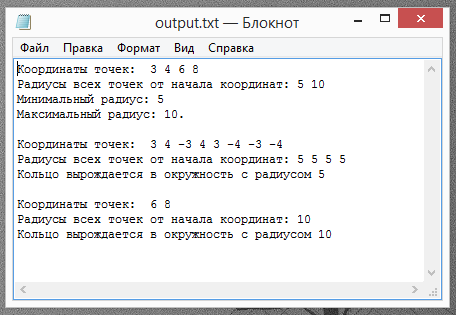 output.txt — Блокнот
Файл Правка Формат Вид Справка
Координаты точек:  3 4 6 8
Радиусы всех точек от начала координат: 5 10
Минимальный радиус: 5
Максимальный радиус: 10.
Координаты точек:  3 4 -3 4 3 -4 -3 -4
Радиусы всех точек от начала координат: 5 5 5 5
Кольцо вырождается в окружность с радиусом 5
Координаты точек:  6 8
Радиусы всех точек от начала координат: 10
Кольцо вырождается в окружность с радиусом 10